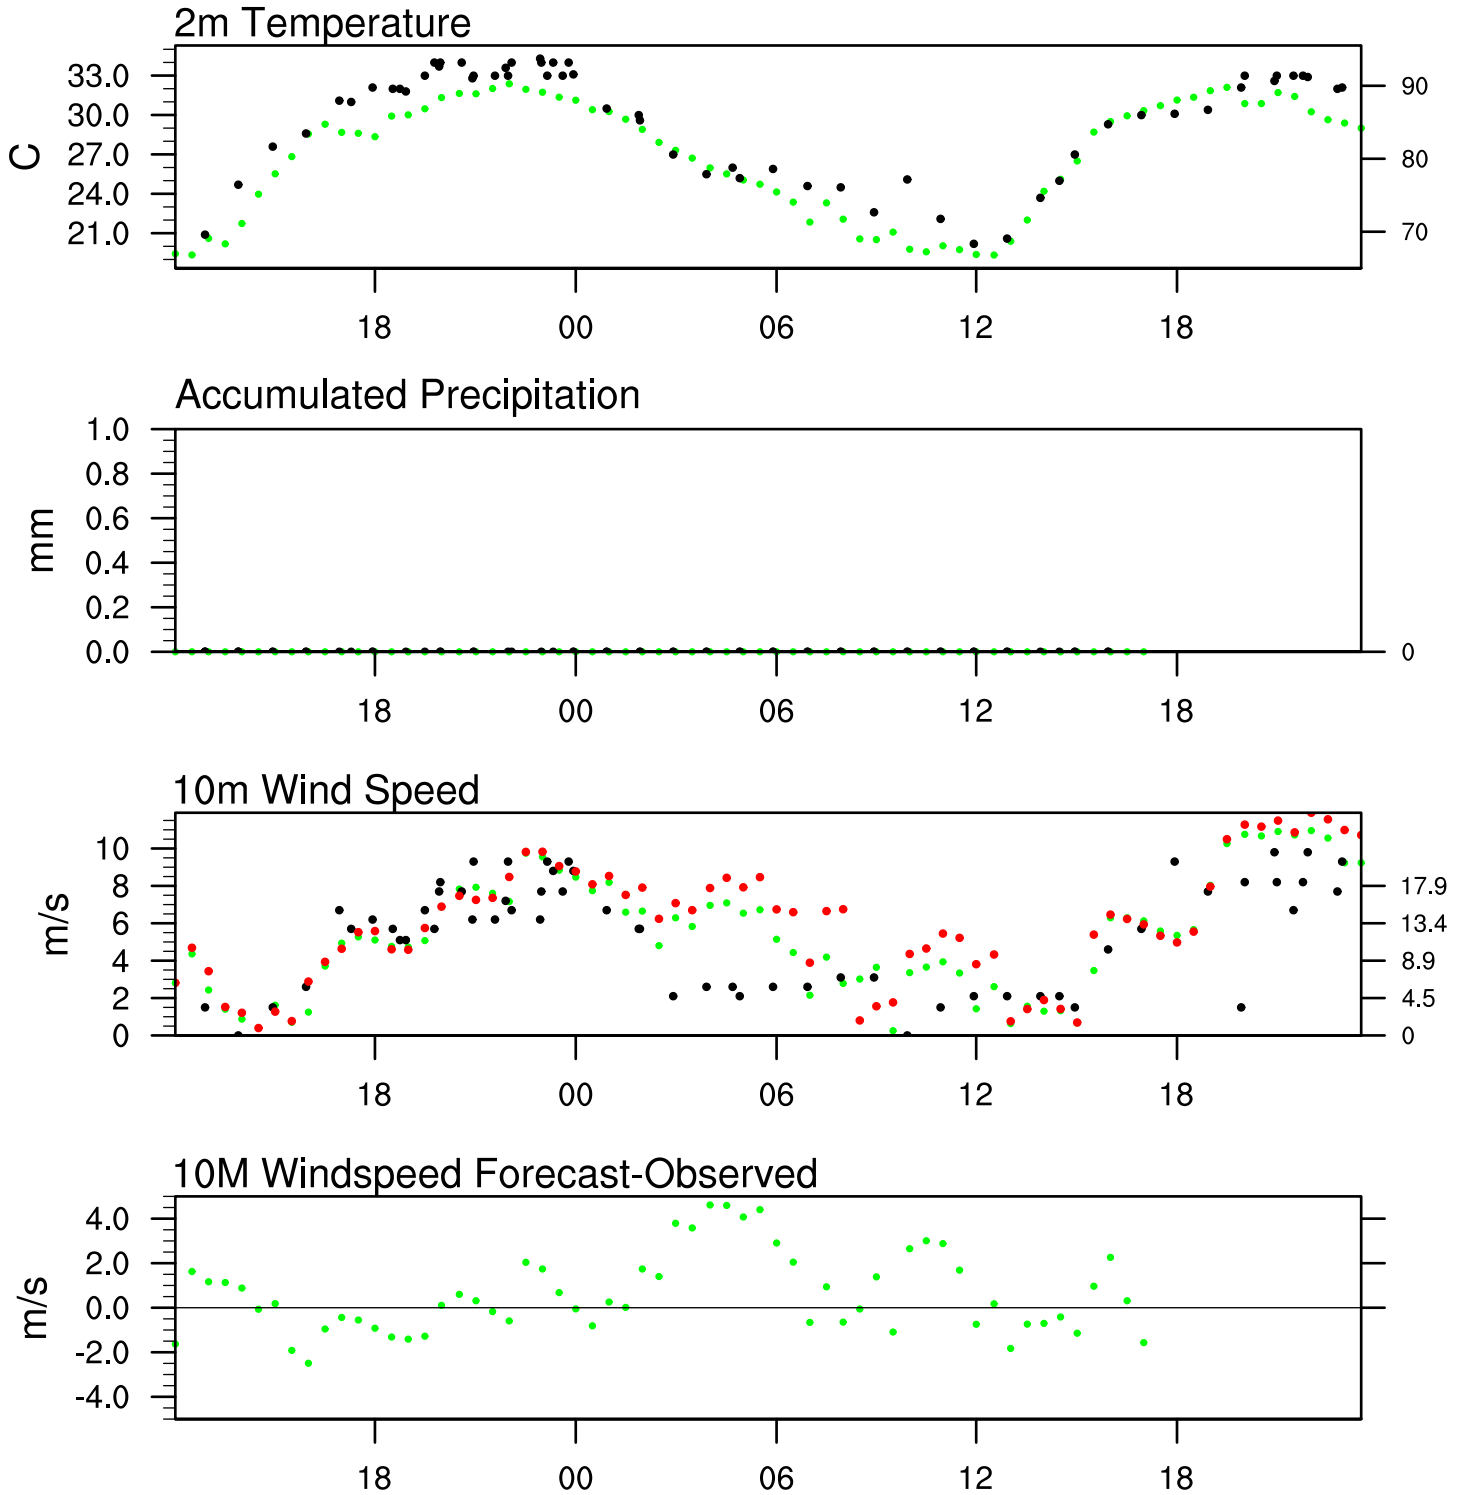 2m Temperature
C
33.0
30.0
27.0
24.0
21.0
90
80
70
18 00 06 12 18
Accumulated Precipitation
mm
1.0
0.8
0.6
0.4
0.2
0.0
0
18 00 06 12 18
10m Wind Speed
m/s
10
8
6
4
2
0
17.9
13.4
8.9
4.5
0
18 00 06 12 18
10M Windspeed Forecast-Observed
m/s
4.0
2.0
0.0
-2.0
-4.0
18 00 06 12 18